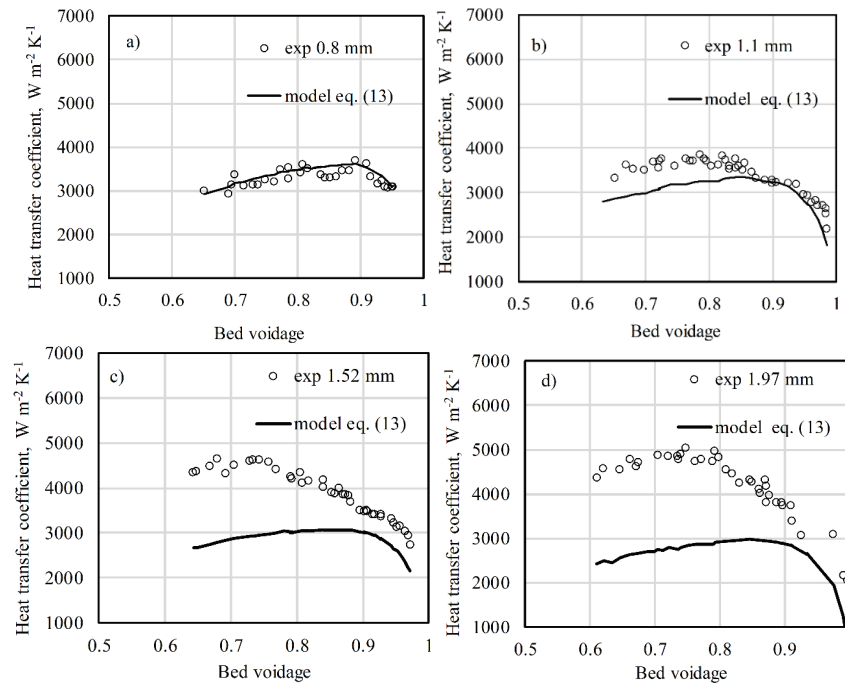 7000
6000
5000
4000
3000
2000
1000
Heat transfer coefficient, W m-2 K-1
a)
exp 0.8 mm
model eq. (13)
0.5 0.6 0.7 0.8 0.9 1
Bed voidage
7000
6000
5000
4000
3000
2000
1000
Heat transfer coefficient, W m-2 K-1
b)
exp 1.1 mm
model eq. (13)
0.5 0.6 0.7 0.8 0.9 1
Bed voidage
7000
6000
5000
4000
3000
2000
1000
Heat transfer coefficient, W m-2 K-1
c)
exp 1.52 mm
model eq. (13)
0.5 0.6 0.7 0.8 0.9 1
Bed voidage
7000
6000
5000
4000
3000
2000
1000
Heat transfer coefficient, W m-2 K-1
d)
exp 1.97 mm
model eq. (13)
0.5 0.6 0.7 0.8 0.9
Bed voidage